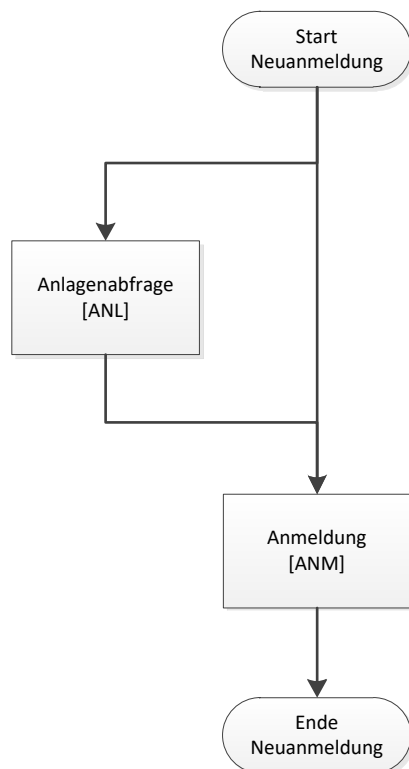 Start
Neuanmeldung
Anlagenabfrage
[ANL]
Anmeldung
[ANM]
Ende
Neuanmeldung